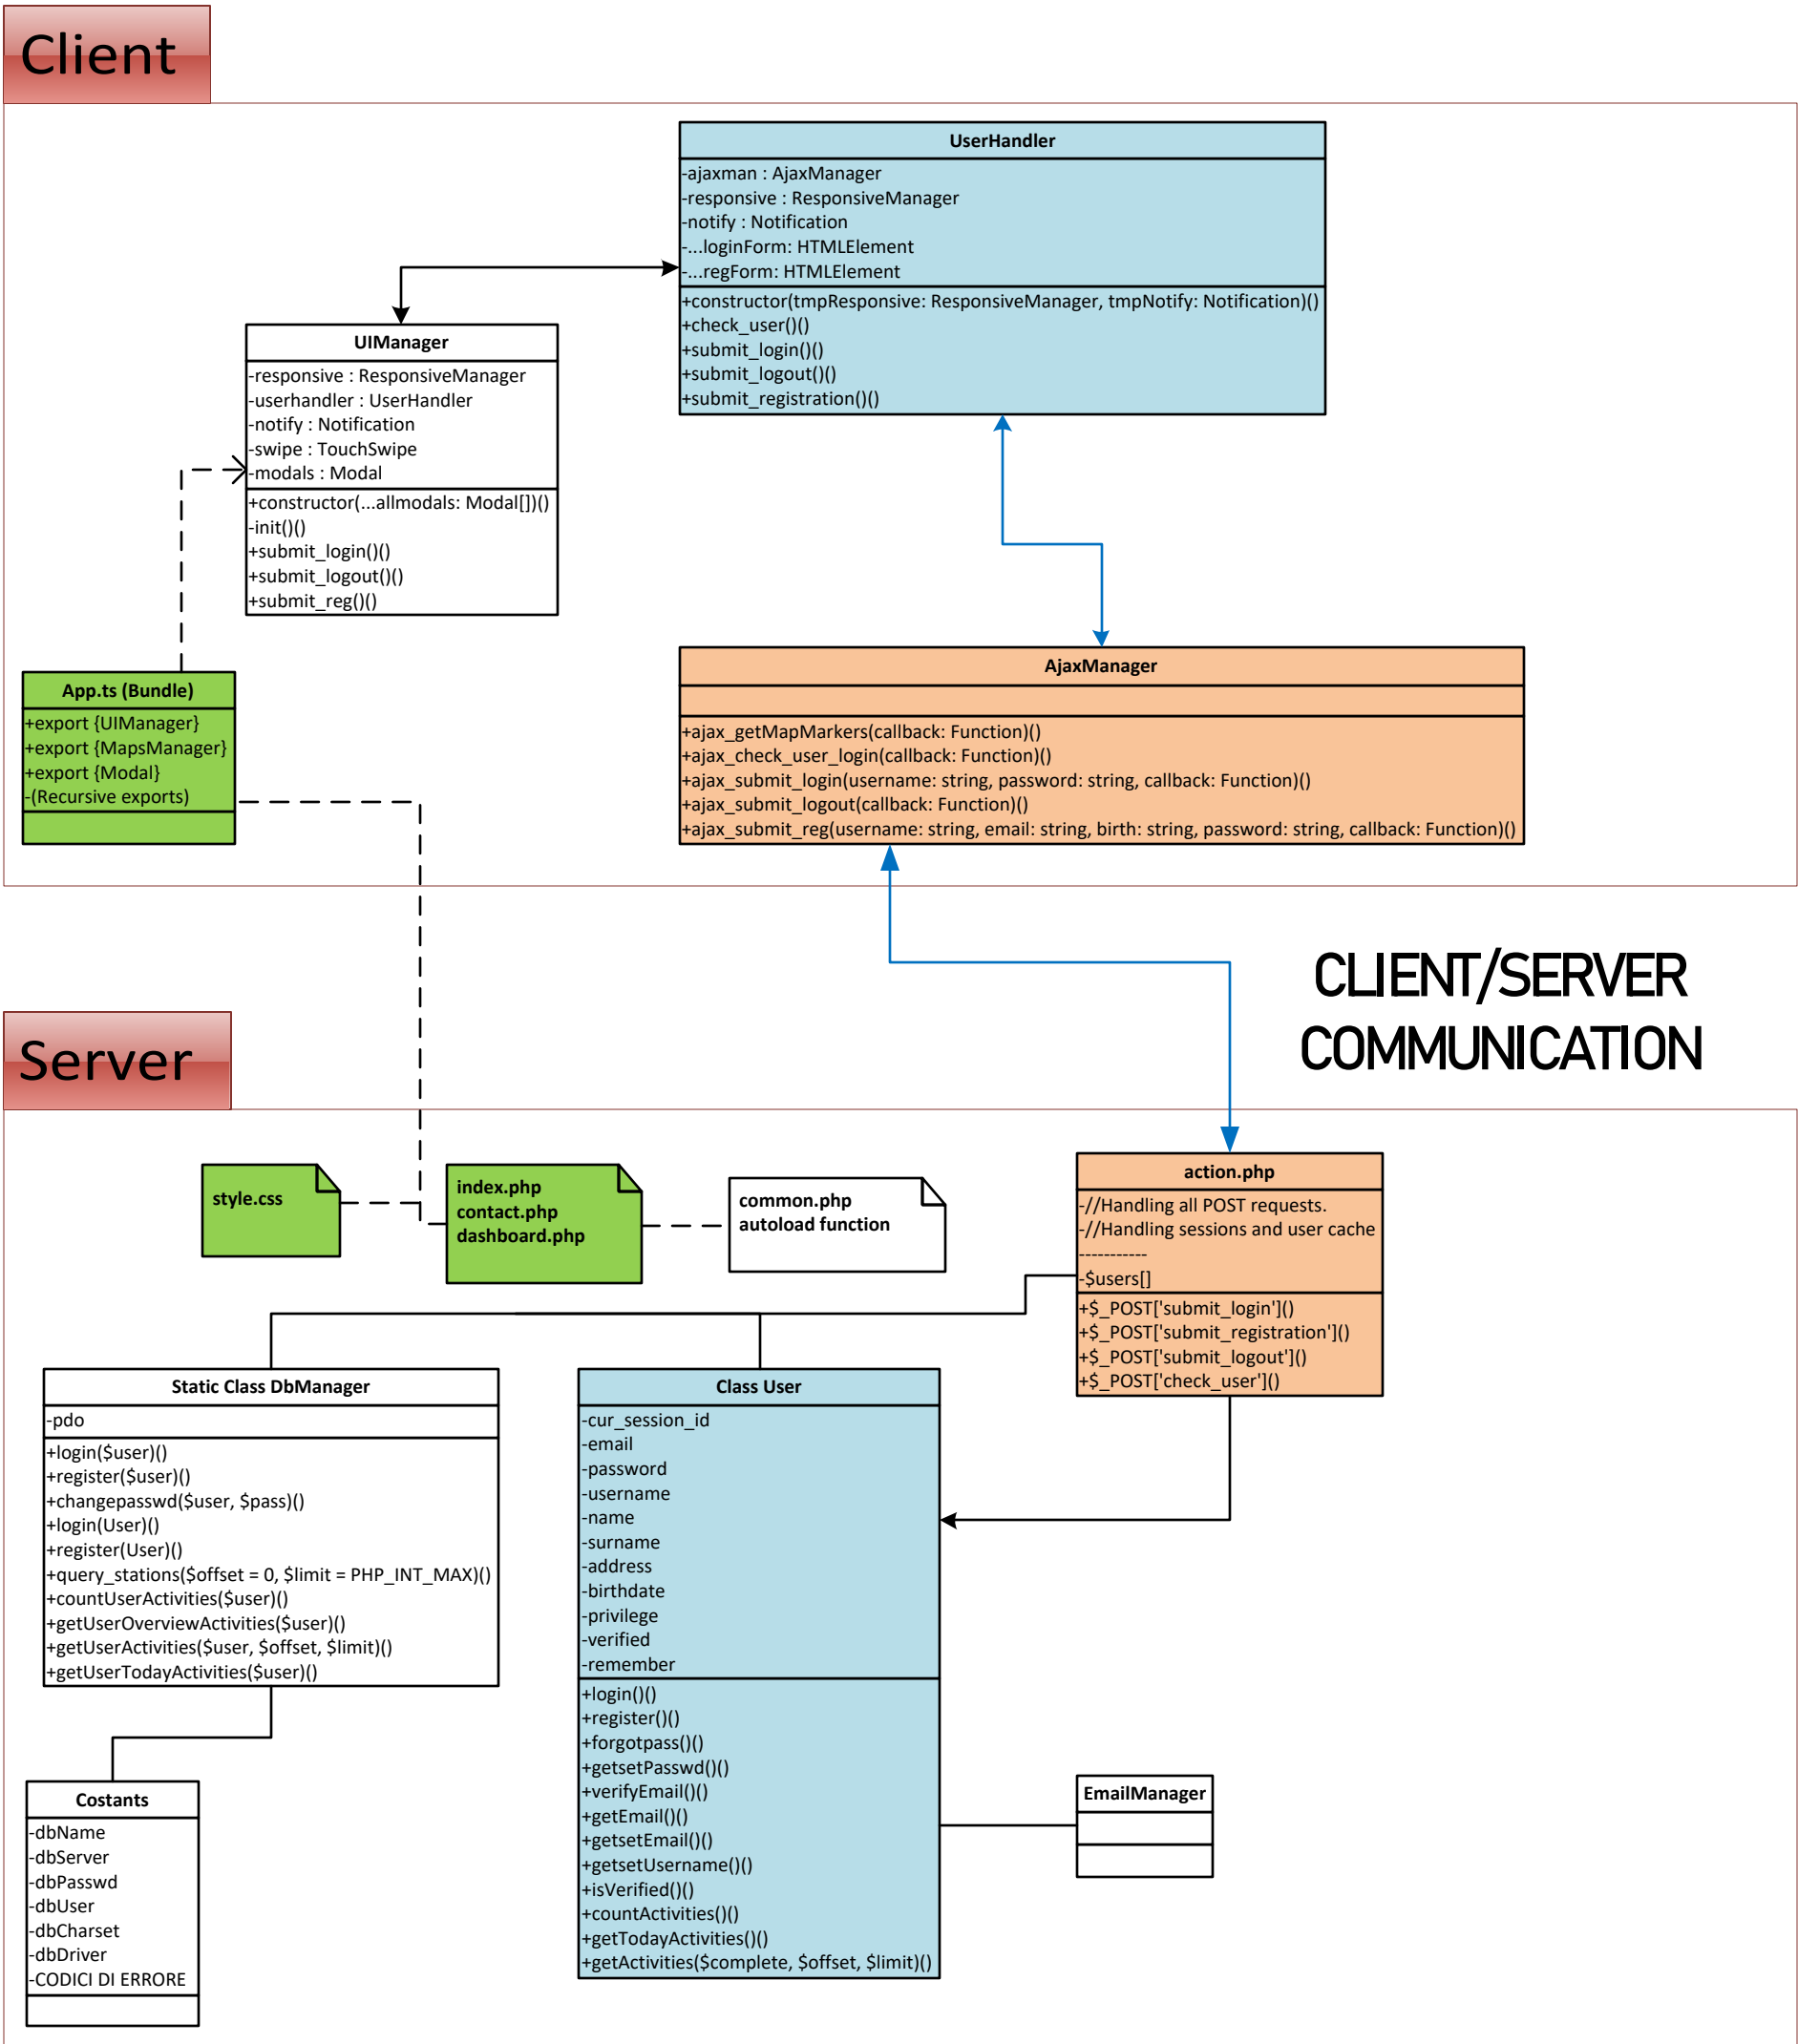 Client
UserHandler
-ajaxman : AjaxManager
-responsive : ResponsiveManager
-notify : Notification
-...loginForm: HTMLElement
-...regForm: HTMLElement
+constructor(tmpResponsive: ResponsiveManager, tmpNotify: Notification)()
+check_user()()
+submit_login()()
+submit_logout()()
+submit_registration()()
UIManager
-responsive : ResponsiveManager
-userhandler : UserHandler
-notify : Notification
-swipe : TouchSwipe
-modals : Modal
+constructor(...allmodals: Modal[])()
-init()()
+submit_login()()
+submit_logout()()
+submit_reg()()
App.ts (Bundle)
+export {UIManager}
+export {MapsManager}
+export {Modal}
-(Recursive exports)
AjaxManager
+ajax_getMapMarkers(callback: Function)()
+ajax_check_user_login(callback: Function)()
+ajax_submit_login(username: string, password: string, callback: Function)()
+ajax_submit_logout(callback: Function)()
+ajax_submit_reg(username: string, email: string, birth: string, password: string, callback: Function)()
CLIENT/SERVER
COMMUNICATION
Server
style.css
index.php
contact.php
dashboard.php
common.php
autoload function
action.php
-//Handling all POST requests.
-//Handling sessions and user cache
-----------
-$users[]
+$_POST['submit_login']()
+$_POST['submit_registration']()
+$_POST['submit_logout']()
+$_POST['check_user']()
Static Class DbManager
-pdo
+login($user)()
+register($user)()
+changepasswd($user, $pass)()
+login(User)()
+register(User)()
+query_stations($offset = 0, $limit = PHP_INT_MAX)()
+countUserActivities($user)()
+getUserOverviewActivities($user)()
+getUserActivities($user, $offset, $limit)()
+getUserTodayActivities($user)()
Class User
-cur_session_id
-email
-password
-username
-name
-surname
-address
-birthdate
-privilege
-verified
-remember
+login()()
+register()()
+forgotpass()()
+getsetPasswd()()
+verifyEmail()()
+getEmail()()
+getsetEmail()()
+getsetUsername()()
+isVerified()()
+countActivities()()
+getTodayActivities()()
+getActivities($complete, $offset, $limit)()
Costants
-dbName
-dbServer
-dbPasswd
-dbUser
-dbCharset
-dbDriver
-CODICI DI ERRORE
EmailManager